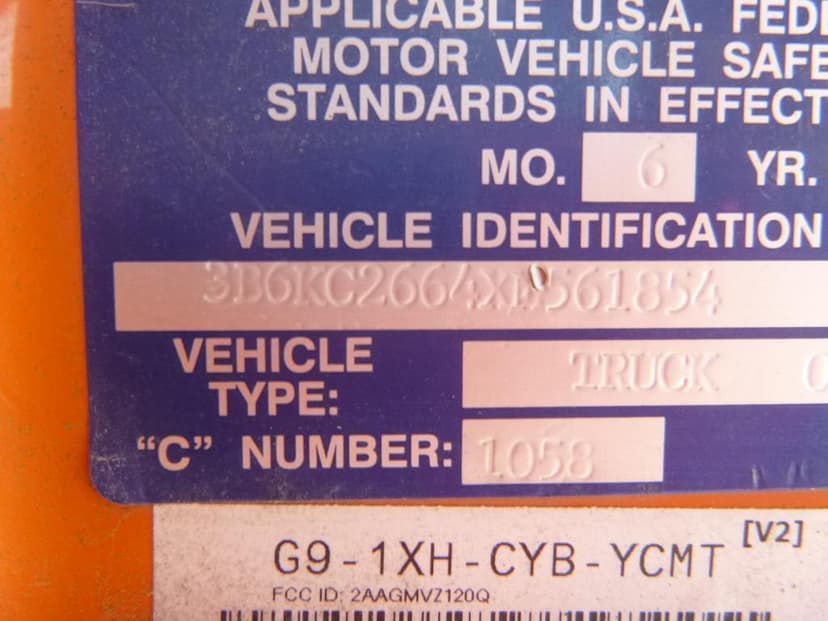 APPLICABLE U.S.A. FED
MOTOR VEHICLE SAFE
STANDARDS IN EFFECT
MO. 6 YR.
VEHICLE IDENTIFICATION
3B6KC2664XM561854
VEHICLE TYPE: TRUCK C
"C" NUMBER: 1058
G9-1XH-CYB-YCMT [V2]
FCC ID: 2AAGMVZ120Q